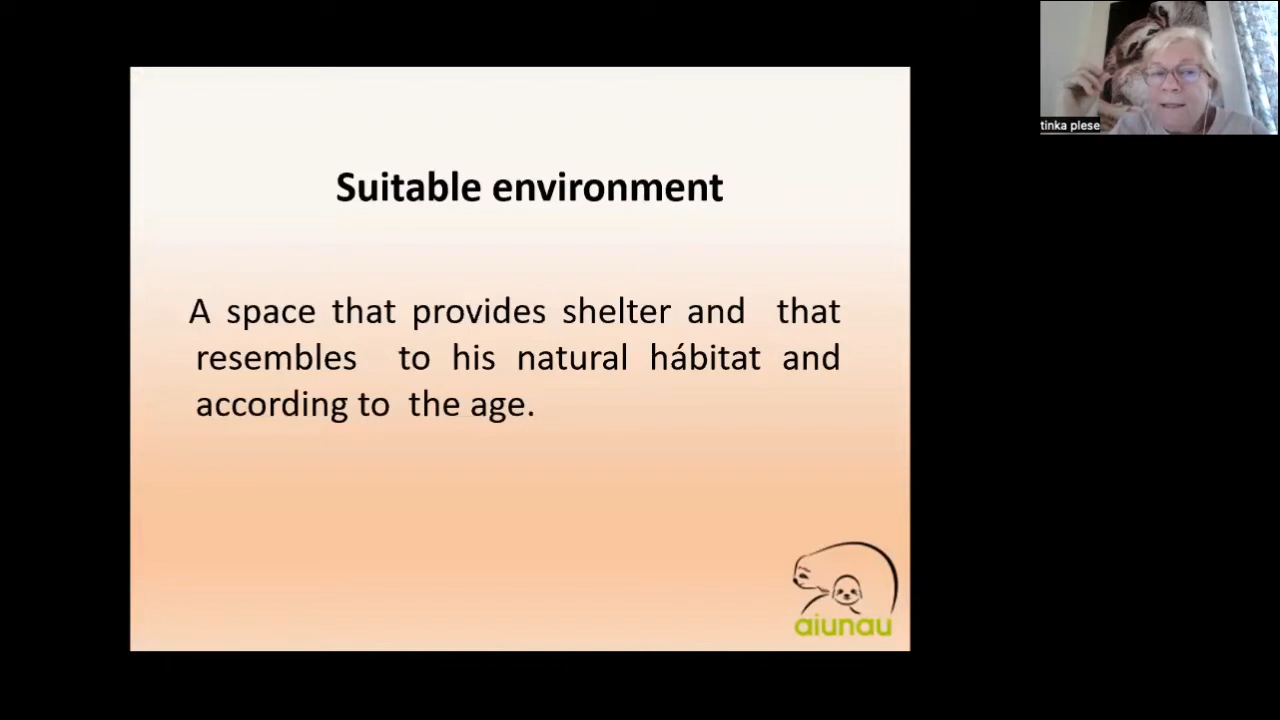 tinka plese
Suitable environment
A space that provides shelter and that
resembles to his natural hábitat and
according to the age.
aiunau